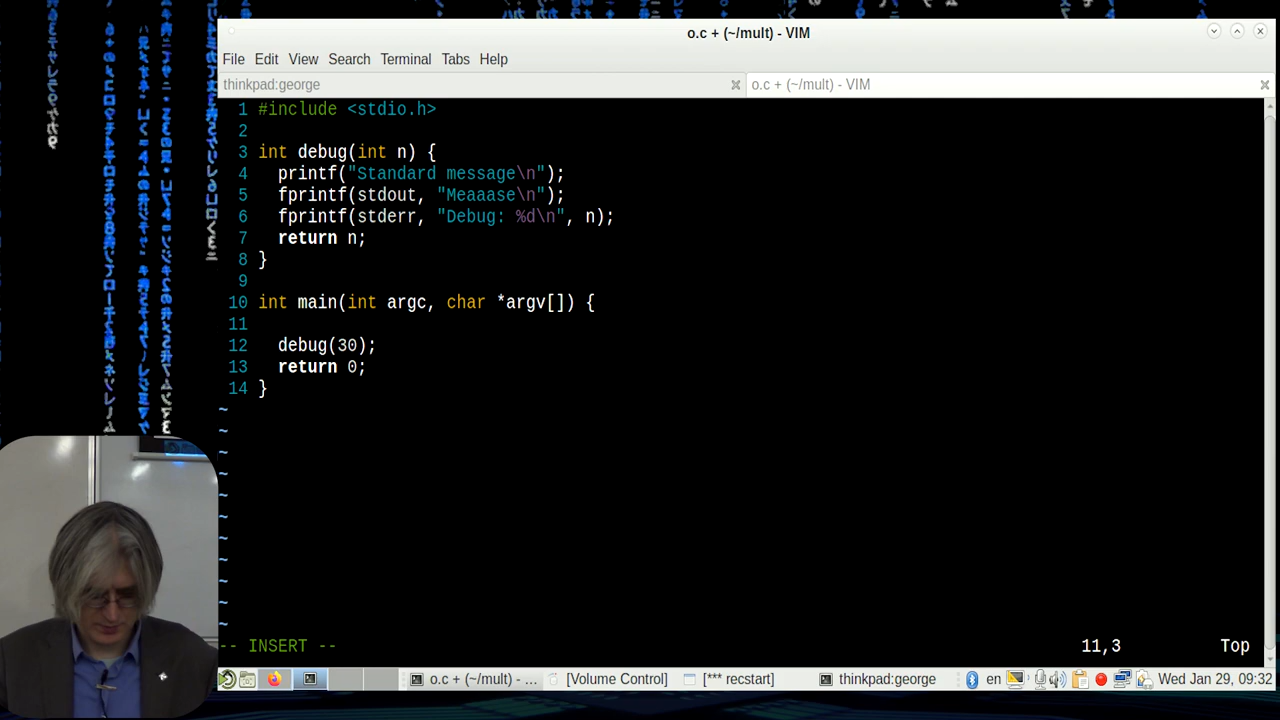 o.c + (~/mult) - VIM
File Edit View Search Terminal Tabs Help
thinkpad:george
o.c + (~/mult) - VIM
1 #include <stdio.h>
2
3 int debug(int n) {
4   printf("Standard message\n");
5   fprintf(stdout, "Meaaase\n");
6   fprintf(stderr, "Debug: %d\n", n);
7   return n;
8 }
9
10 int main(int argc, char *argv[]) {
11
12   debug(30);
13   return 0;
14 }
~
~
~
~
~
~
~
~
~
~
~
-- INSERT -- 11,3 Top
o.c + (~/mult) - ... [Volume Control] [*** recstart] thinkpad:george en Wed Jan 29, 09:32